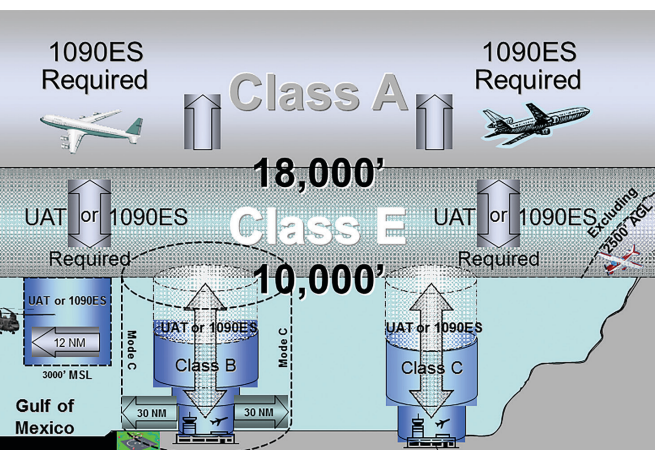 1090ES
Required
Class A
1090ES
Required
18,000’
UAT or 1090ES
Required
Class E
UAT or 1090ES
Required
Excluding
2500’ AGL
10,000’
UAT or 1090ES
12 NM
3000’ MSL
Gulf of
Mexico
Mode C
UAT or 1090ES
Class B
Mode C
30 NM
30 NM
UAT or 1090ES
Class C